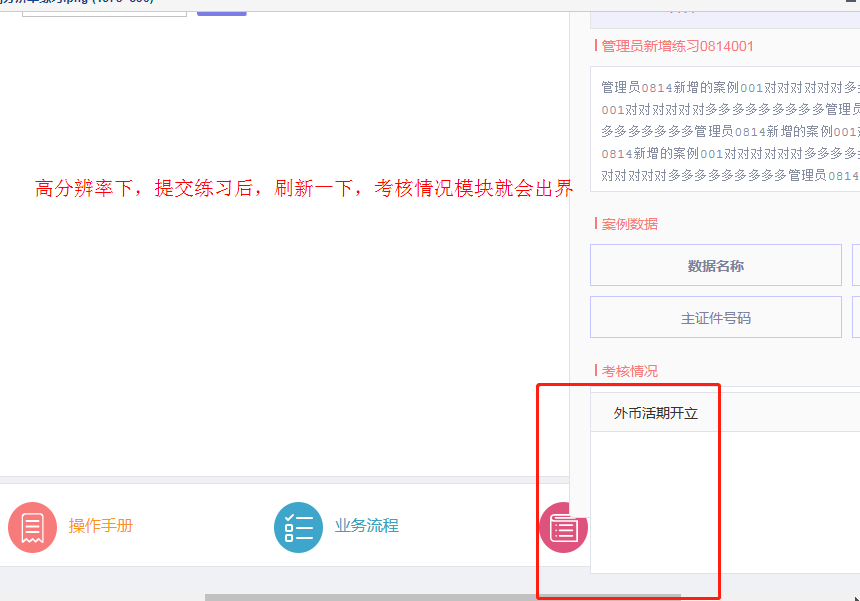 管理员新增练习0814001
管理员0814新增的案例001对对对对对对多
001对对对对对对多多多多多多多多多管理员
多多多多多多多管理员0814新增的案例001
0814新增的案例001对对对对对对多多多多
对对对对对多多多多多多多多多管理员0814
高分辨率下，提交练习后，刷新一下，考核情况模块就会出界
案例数据
数据名称
主证件号码
考核情况
外币活期开立
操作手册
业务流程